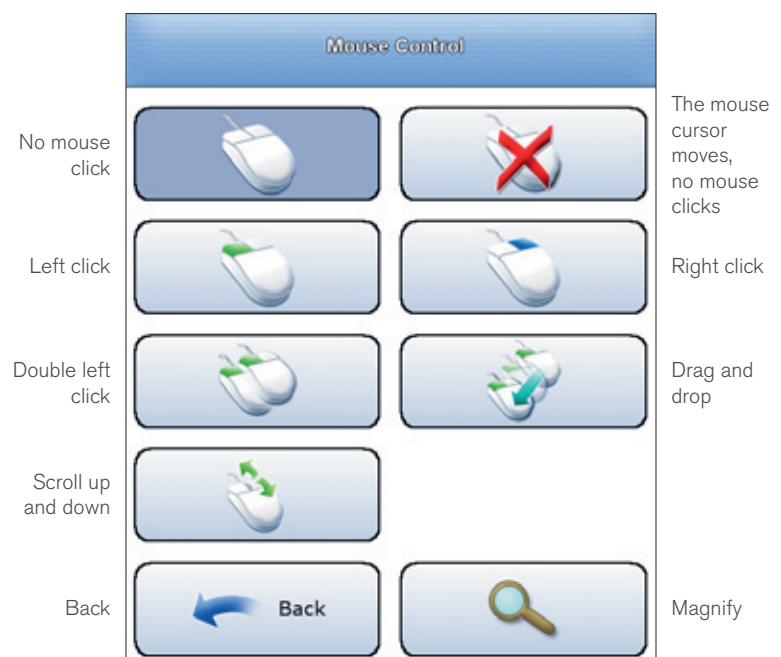 Mouse Control
No mouse
click
The mouse
cursor
moves,
no mouse
clicks
Left click
Right click
Double left
click
Drag and
drop
Scroll up
and down
Back
Back
Magnify